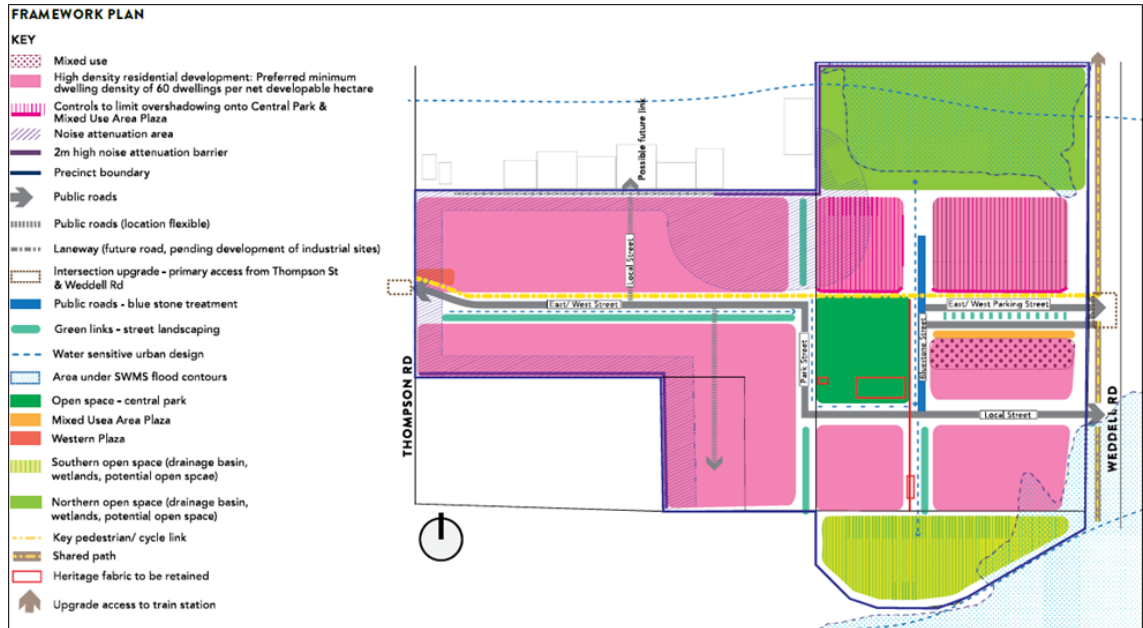 FRAMEWORK PLAN
KEY
Mixed use
High density residential development: Preferred minimum
dwelling density of 60 dwellings per net developable hectare
Controls to limit overshadowing onto Central Park &
Mixed Use Area Plaza
Noise attenuation area
2m high noise attenuation barrier
Precinct boundary
Public roads
Public roads (location flexible)
Laneway (future road, pending development of industrial sites)
Intersection upgrade - primary access from Thompson St
& Weddell Rd
Public roads - blue stone treatment
Green links - street landscaping
Water sensitive urban design
Area under SWMS flood contours
Open space - central park
Mixed Usea Area Plaza
Western Plaza
Southern open space (drainage basin,
wetlands, potential open spcae)
Northern open space (drainage basin,
wetlands, potential open space)
Key pedestrian/ cycle link
Shared path
Heritage fabric to be retained
Upgrade access to train station
Possible future link
Local Street
East/ West Street
East/ West Parking Street
Park Street
Bluestone Street
Local Street
THOMPSON RD
WEDDELL RD